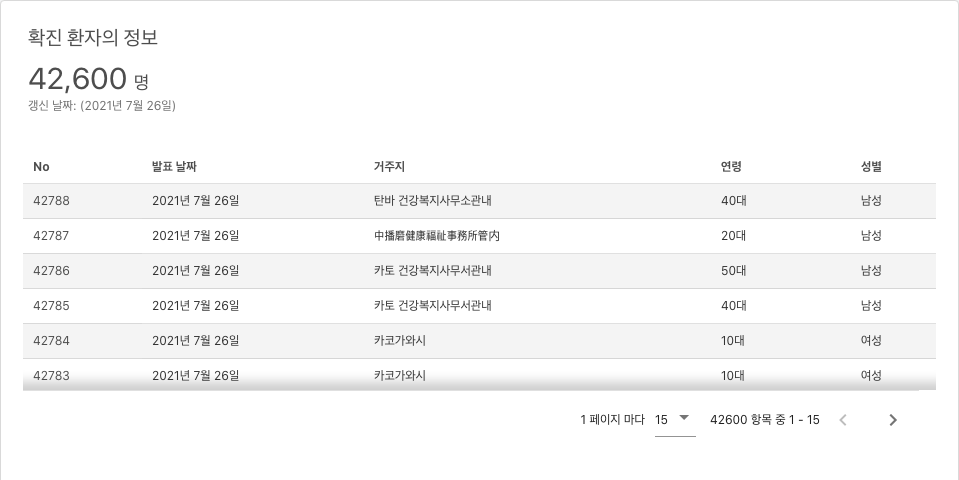 확진 환자의 정보
42,600 명
갱신 날짜: (2021년 7월 26일)
No 발표 날짜 거주지 연령 성별
42788 2021년 7월 26일 탄바 건강복지사무소관내 40대 남성
42787 2021년 7월 26일 中播磨健康福祉事務所管内 20대 남성
42786 2021년 7월 26일 카토 건강복지사무서관내 50대 남성
42785 2021년 7월 26일 카토 건강복지사무서관내 40대 남성
42784 2021년 7월 26일 카코가와시 10대 여성
42783 2021년 7월 26일 카코가와시 10대 여성
1 페이지 마다 15 42600 항목 중 1 - 15